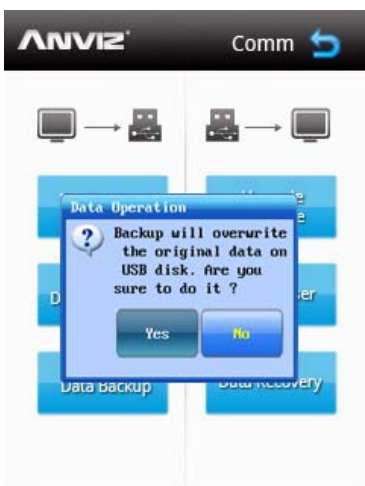 ANVIZ
Comm
Data Operation
Backup will overwrite
the original data on
USB disk. Are you
sure to do it ?
Yes
No
Data Backup
Data Recovery